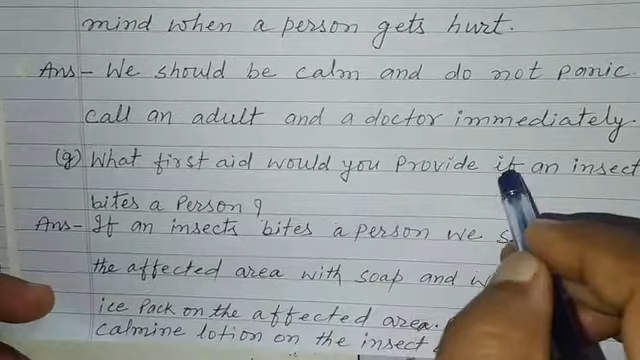 mind when a person gets hurt.
Ans - We should be calm and do not panic.
call an adult and a doctor immediately.
(g) What first aid would you provide if an insect
bites a person?
Ans - If an insects bites a person we
the affected area with soap and
ice pack on the affected area.
calmine lotion on the insect